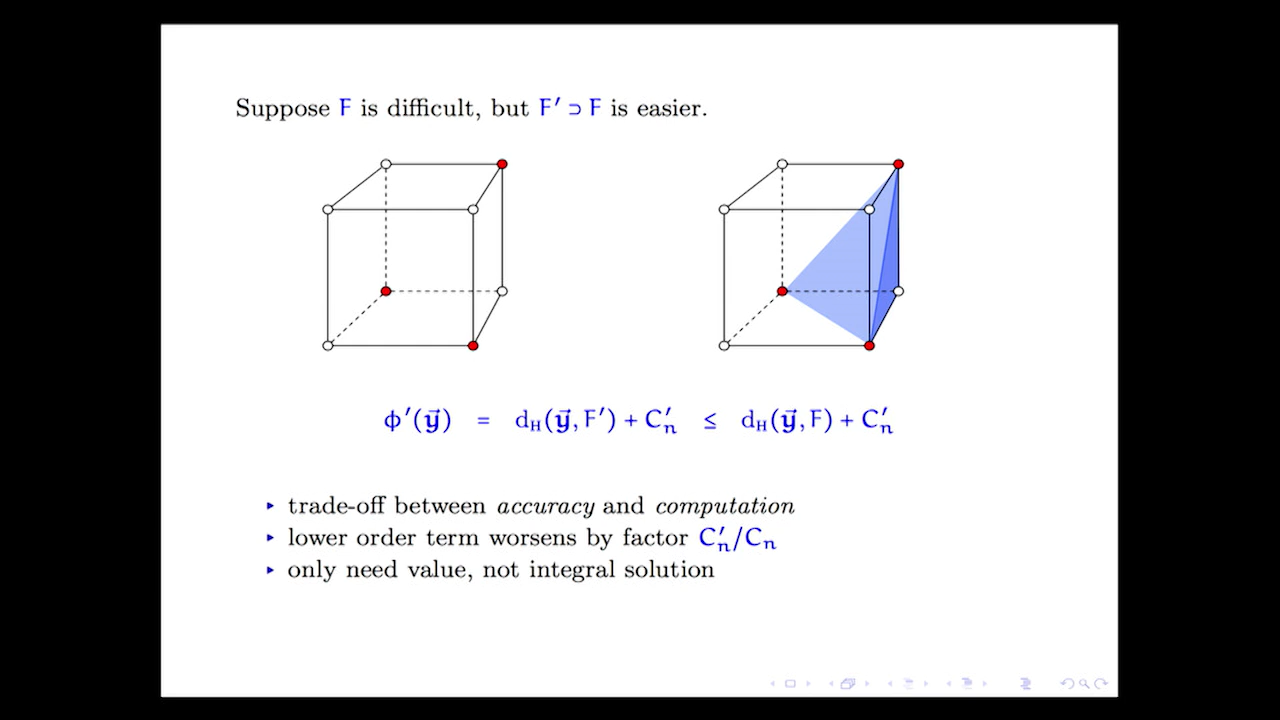 Suppose F is difficult, but F′ ⊃ F is easier.
ϕ′(y⃗) = d_H(y⃗, F′) + C′_n ≤ d_H(y⃗, F) + C′_n
‣ trade-off between accuracy and computation
‣ lower order term worsens by factor C′_n/C_n
‣ only need value, not integral solution